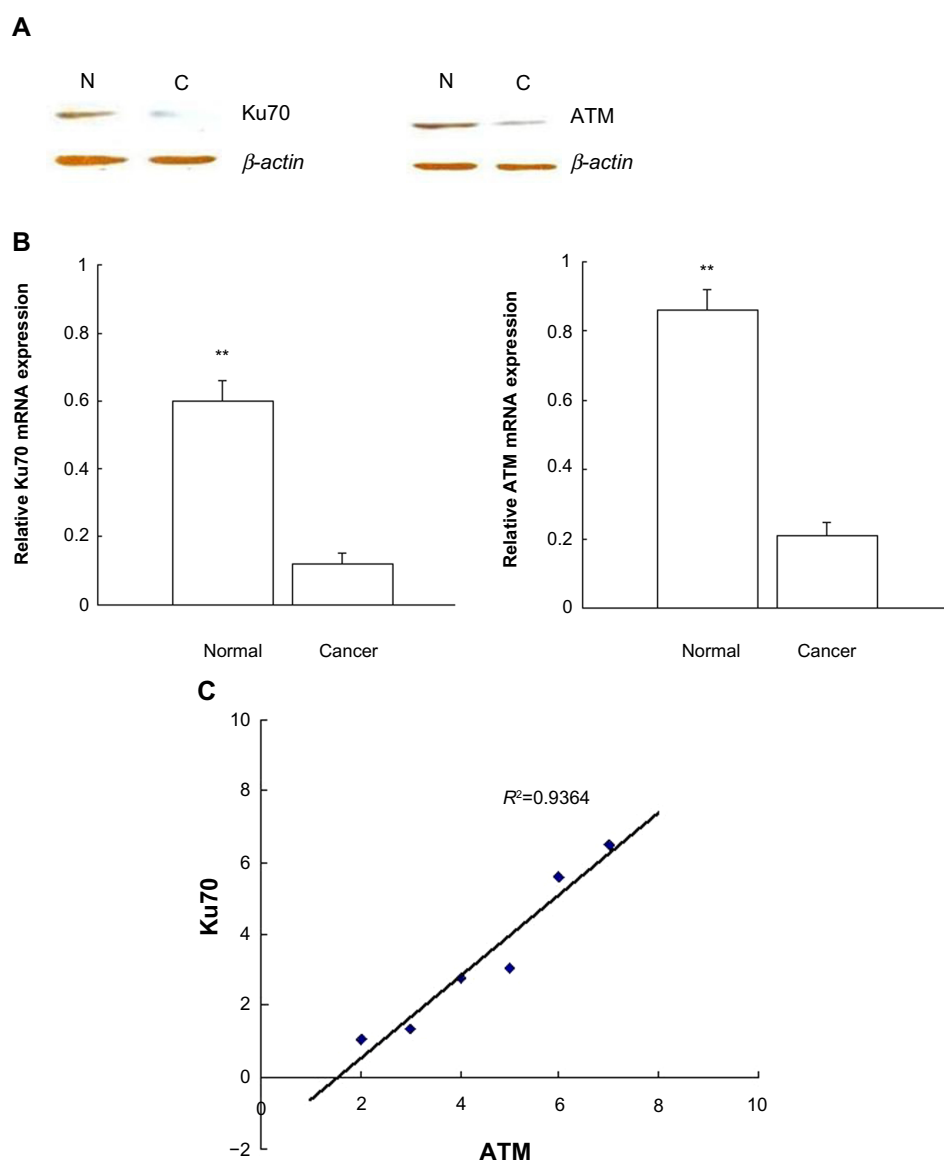 A
N C
Ku70
β-actin
N C
ATM
β-actin
B
Relative Ku70 mRNA expression
1
0.8
0.6
0.4
0.2
0
**
Normal Cancer
Relative ATM mRNA expression
1
0.8
0.6
0.4
0.2
0
**
Normal Cancer
C
Ku70
10
8
6
4
2
0
−2
R²=0.9364
0 2 4 6 8 10
ATM